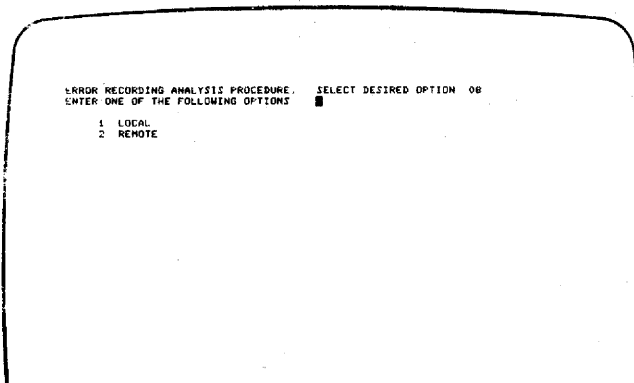 ERROR RECORDING ANALYSIS PROCEDURE. SELECT DESIRED OPTION 08
ENTER ONE OF THE FOLLOWING OPTIONS
1 LOCAL
2 REMOTE